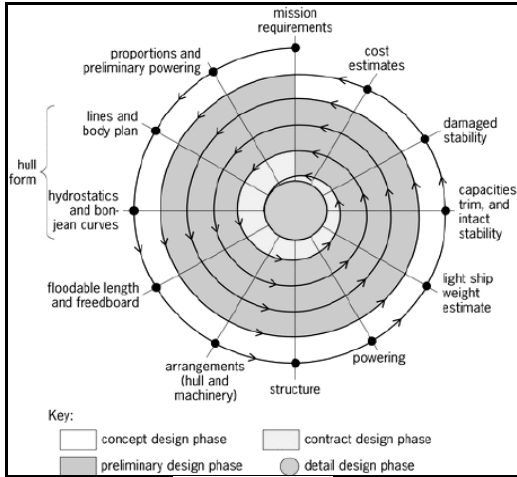 mission
requirements
proportions and
preliminary powering
cost
estimates
lines and
body plan
damaged
stability
hull
form
hydrostatics
and bon-
jean curves
capacities
trim, and
intact
stability
floodable length
and freedboard
light ship
weight
estimate
arrangements
(hull and
machinery)
structure
powering
Key:
concept design phase
contract design phase
preliminary design phase
detail design phase